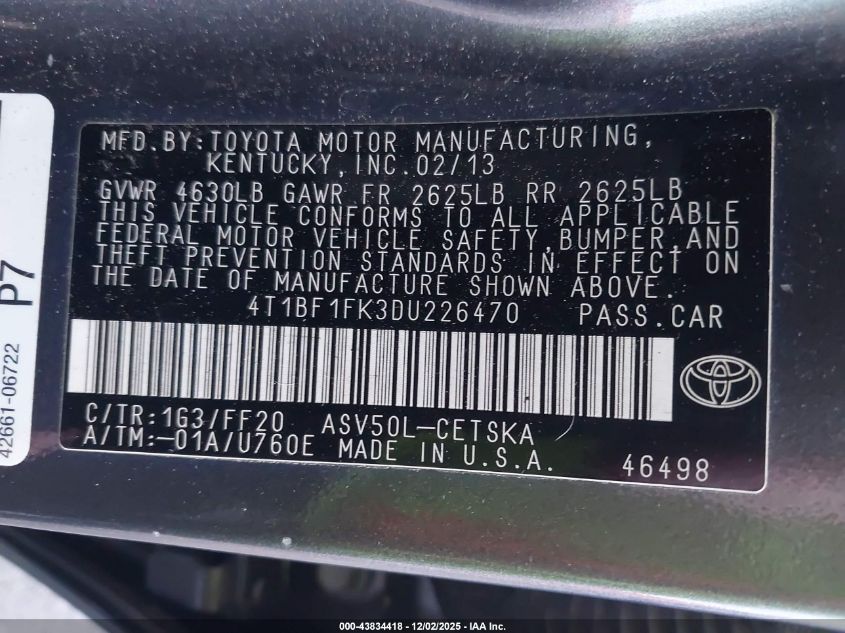 MFD.BY:TOYOTA MOTOR MANUFACTURING,
KENTUCKY,INC.02/13
GVWR 4630LB GAWR FR 2625LB RR 2625LB
THIS VEHICLE CONFORMS TO ALL APPLICABLE
FEDERAL MOTOR VEHICLE SAFETY,BUMPER,AND
THEFT PREVENTION STANDARDS IN EFFECT ON
THE DATE OF MANUFACTURE SHOWN ABOVE.
4T1BF1FK3DU226470 PASS.CAR
C/TR:1G3/FF20 ASV50L-CETSKA
A/TM:-01A/U760E MADE IN U.S.A.
46498
P7
42661-06722
000-43834418 - 12/02/2025 - IAA Inc.